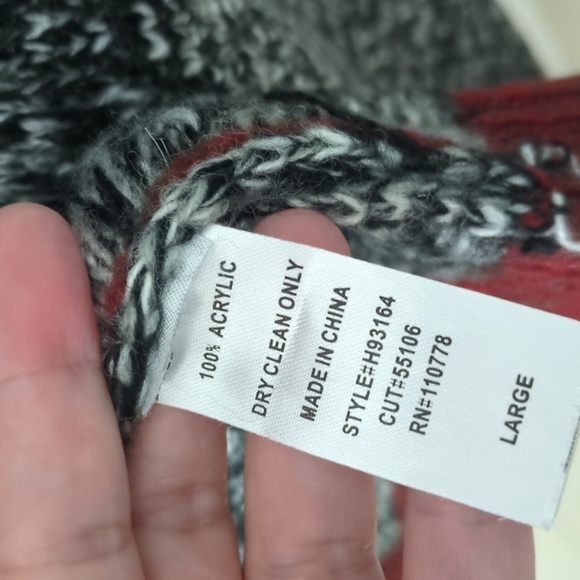 100% ACRYLIC
DRY CLEAN ONLY
MADE IN CHINA
STYLE#H93164
CUT#55106
RN#110778
LARGE